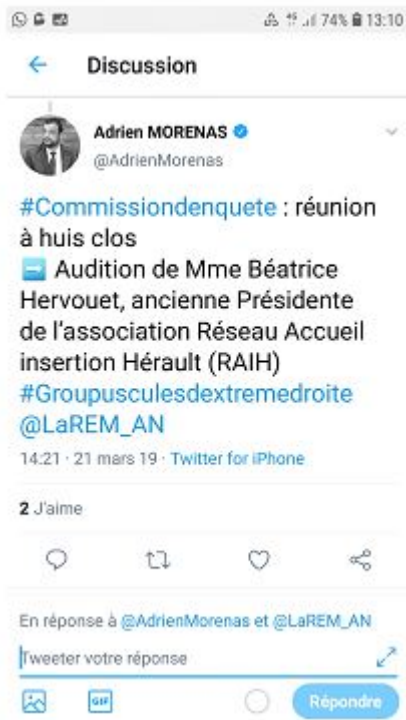 74% 13:10
Discussion
Adrien MORENAS
@AdrienMorenas
#Commissiondenquete : réunion
à huis clos
➡️ Audition de Mme Béatrice
Hervouet, ancienne Présidente
de l'association Réseau Accueil
insertion Hérault (RAIH)
#Groupusculesdextremedroite
@LaREM_AN
14:21 · 21 mars 19 · Twitter for iPhone
2 J'aime
En réponse à @AdrienMorenas et @LaREM_AN
Tweeter votre réponse
GIF
Répondre